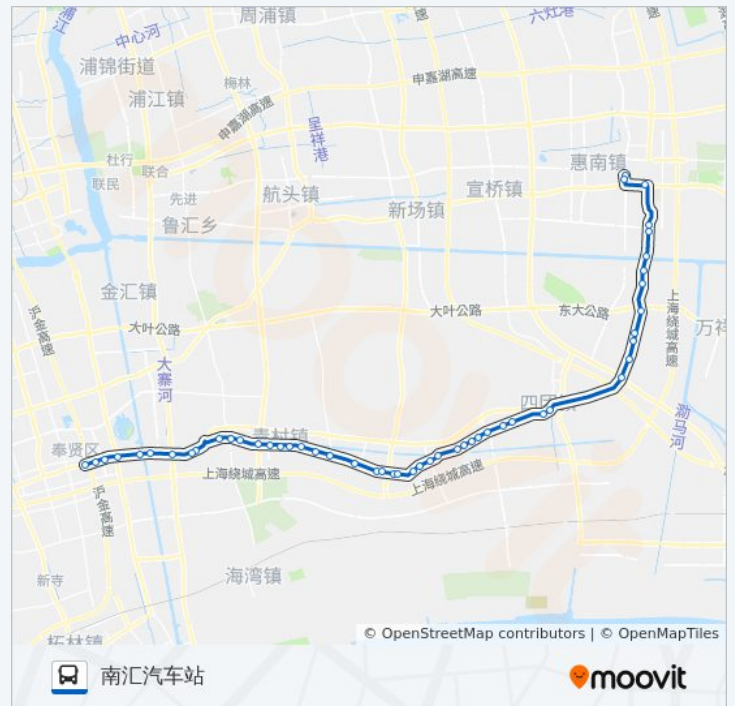 周浦镇
六灶港
中心河
浦锦街道
申嘉湖高速
浦江镇
梅林
申嘉湖高速
呈祥港
杜行
联合
惠南镇
联民
先进
航头镇
宣桥镇
新场镇
鲁汇乡
金汇镇
沪金高速
大叶公路
大叶公路
东大公路
上海绕城高速
万祥
大寨河
四团镇
泐马河
奉贤区
青村镇
上海绕城高速
上海绕城高速
沪金高速
新寺
海湾镇
柘林镇
© OpenStreetMap contributors | © OpenMapTiles
南汇汽车站
moovit